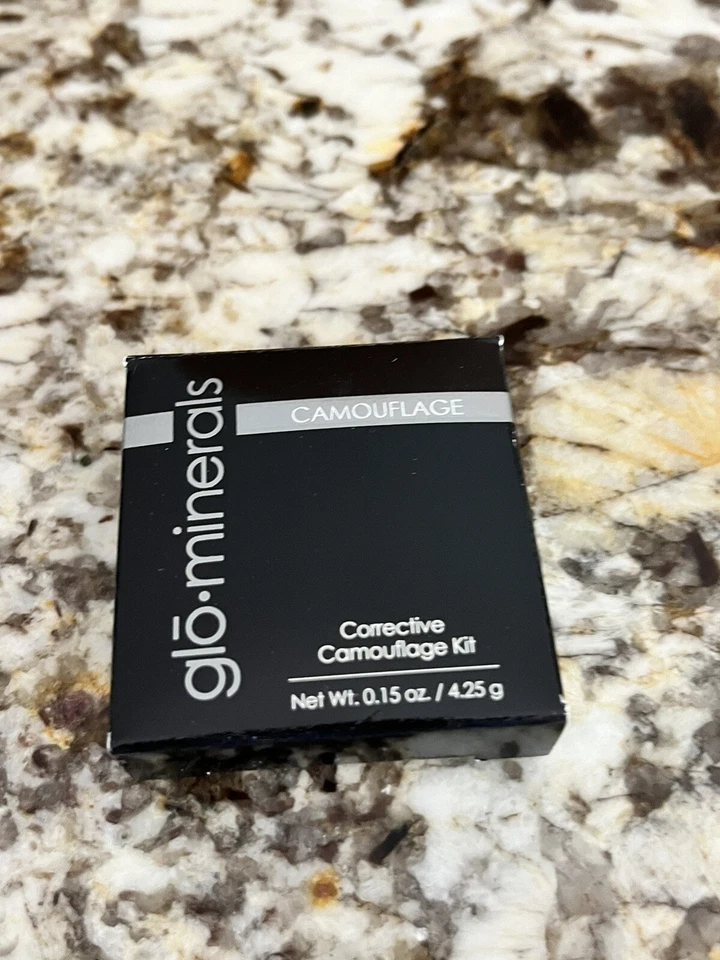 glō·minerals
CAMOUFLAGE
Corrective
Camouflage Kit
Net Wt. 0.15 oz. / 4.25 g